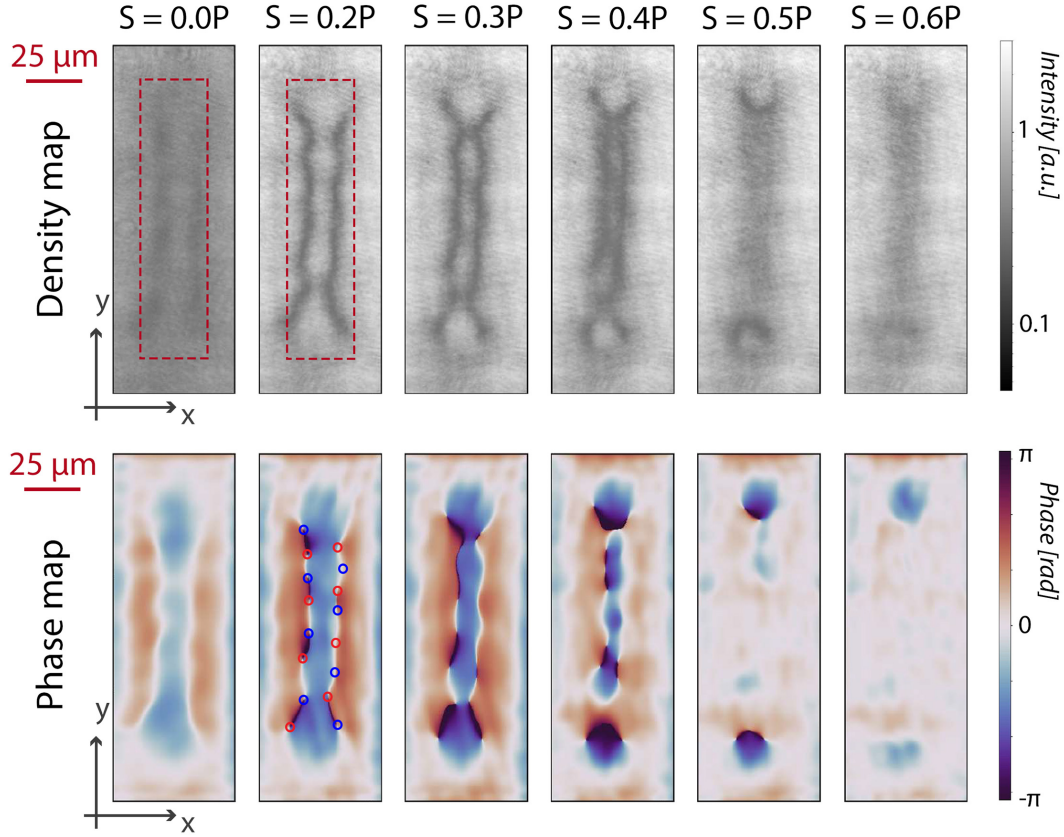 S = 0.0P S = 0.2P S = 0.3P S = 0.4P S = 0.5P S = 0.6P
25 μm
Density map
y
x
Intensity [a.u.]
1
0.1
25 μm
Phase map
y
x
Phase [rad]
π
0
-π